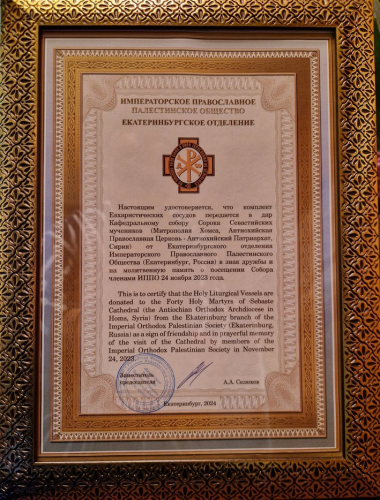 ИМПЕРАТОРСКОЕ ПРАВОСЛАВНОЕ
ПАЛЕСТИНСКОЕ ОБЩЕСТВО
ЕКАТЕРИНБУРГСКОЕ ОТДЕЛЕНИЕ
Настоящим удостоверяется, что комплект
Евхаристических сосудов передается в дар
Кафедральному собору Сорока Севастийских
мучеников (Митрополия Хомса, Антиохийская
Православная Церковь - Антиохийский Патриархат,
Сирия) от Екатеринбургского отделения
Императорского Православного Палестинского
Общества (Екатеринбург, Россия) в знак дружбы и
на молитвенную память о посещении Собора
членами ИППО 24 ноября 2023 года.
This is to certify that the Holy Liturgical Vessels are
donated to the Forty Holy Martyrs of Sebaste
Cathedral (the Antiochian Orthodox Archdiocese in
Homs, Syria) from the Ekaterinburg branch of the
Imperial Orthodox Palestinian Society (Ekaterinburg,
Russia) as a sign of friendship and in prayerful memory
of the visit of the Cathedral by members of the
Imperial Orthodox Palestinian Society in November
24, 2023.
Заместитель
председателя
Екатеринбург, 2024